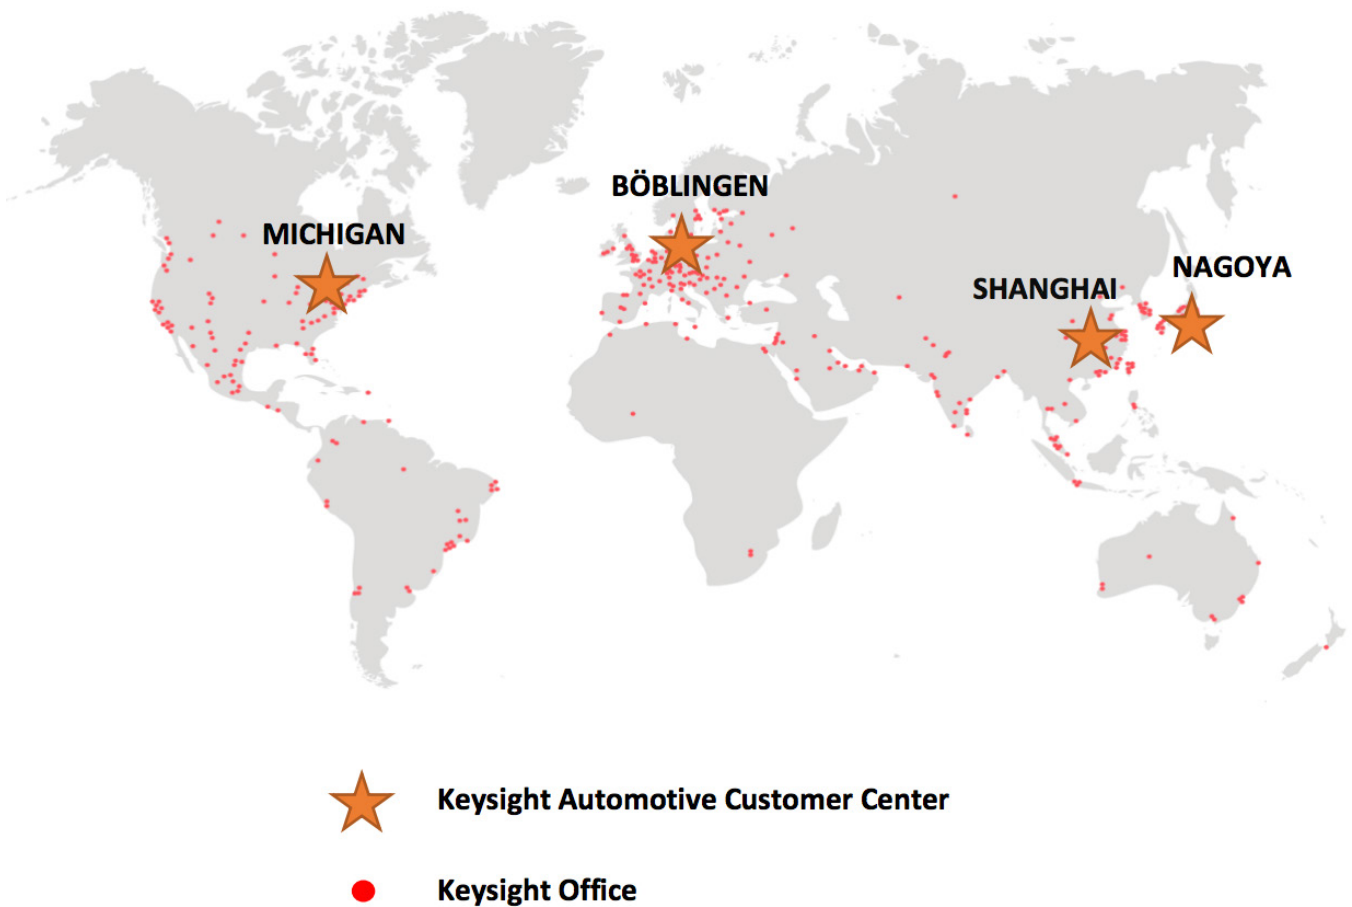 BÖBLINGEN
MICHIGAN
NAGOYA
SHANGHAI
Keysight Automotive Customer Center
Keysight Office